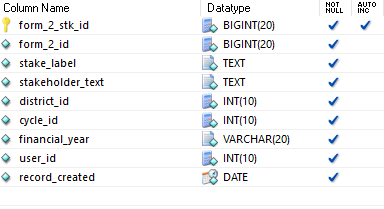 Column Name Datatype NOT NULL AUTO INC
form_2_stk_id BIGINT(20)
form_2_id BIGINT(20)
stake_label TEXT
stakeholder_text TEXT
district_id INT(10)
cycle_id INT(10)
financial_year VARCHAR(20)
user_id INT(10)
record_created DATE